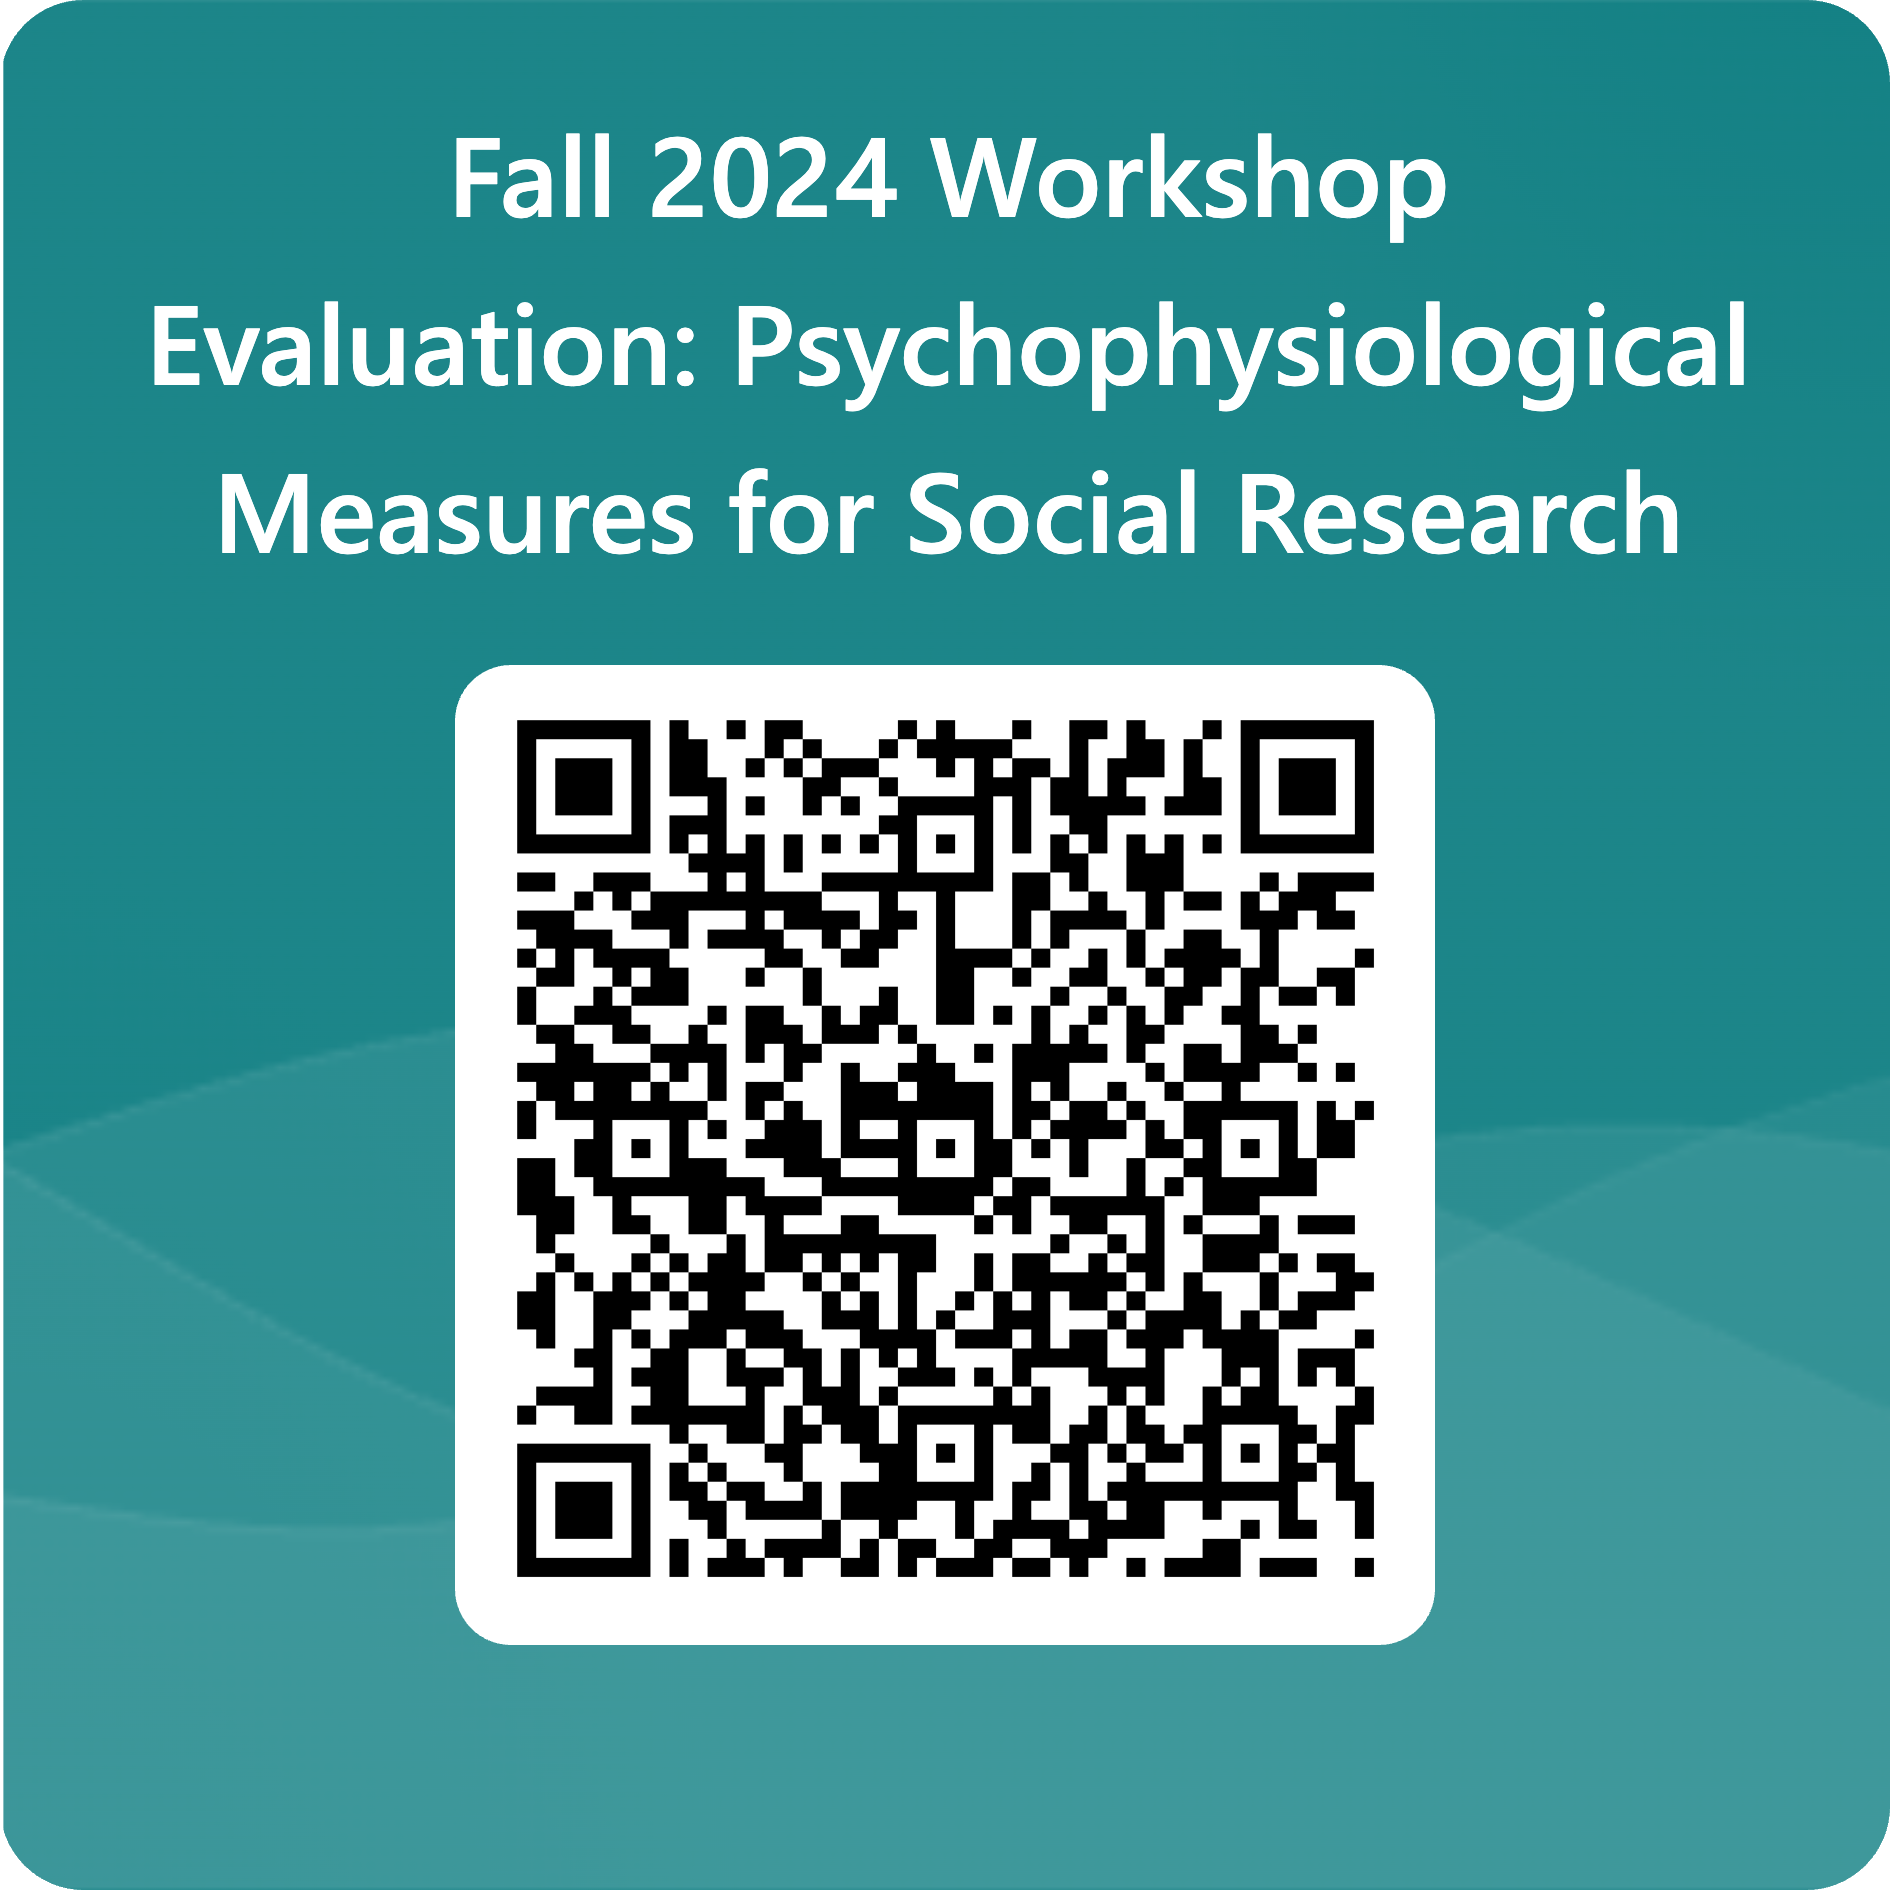 Fall 2024 Workshop
Evaluation: Psychophysiological
Measures for Social Research